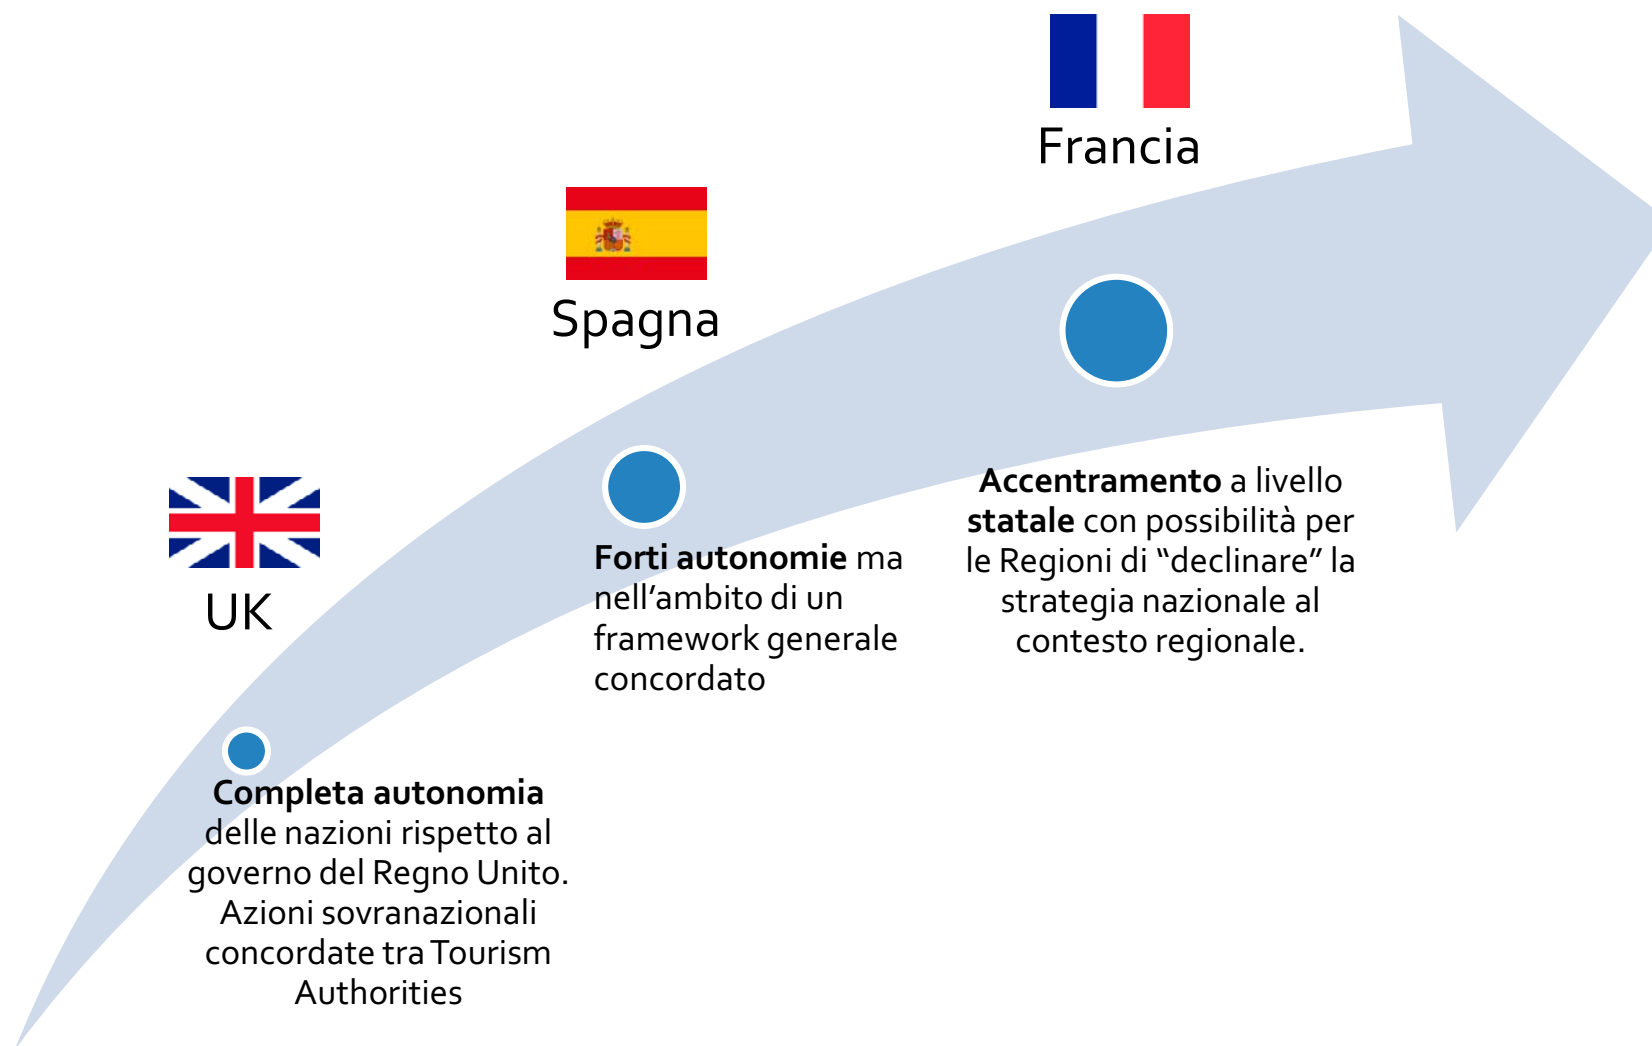 Francia
Spagna
UK
Accentramento a livello
statale con possibilità per
le Regioni di “declinare” la
strategia nazionale al
contesto regionale.
Forti autonomie ma
nell’ambito di un
framework generale
concordato
Completa autonomia
delle nazioni rispetto al
governo del Regno Unito.
Azioni sovranazionali
concordate tra Tourism
Authorities